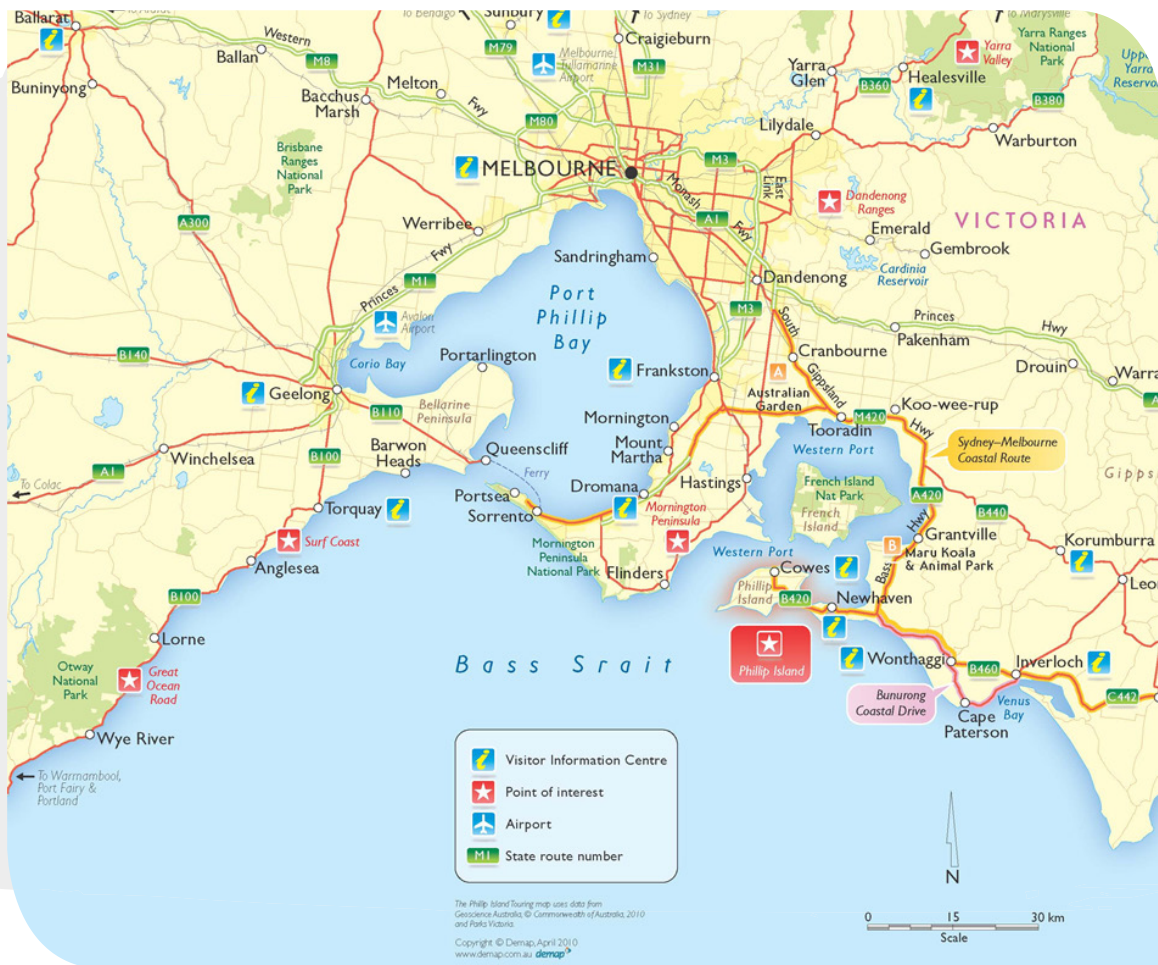 Ballarat
To Ararat
To Bendigo
Sunbury
To Sydney
To Marysville
Craigieburn
Western
M8
Ballan
M79
Melbourne,
Tullamarine
Airport
M31
Yarra
Glen
B360
Healesville
Yarra
Valley
Yarra Ranges
National
Park
Upper
Yarra
Reservoir
Buninyong
Bacchus
Marsh
Melton
Fwy
M80
B380
Lilydale
Warburton
Brisbane
Ranges
National
Park
MELBOURNE
M3
East
Link
Monash
Fwy
A1
Dandenong
Ranges
VICTORIA
A300
Werribee
Emerald
Gembrook
Cardinia
Reservoir
Sandringham
Dandenong
Princes
Fwy
M1
Port
Phillip
Bay
M3
South
Gippsland
Hwy
Princes
Hwy
Pakenham
Avalon
Airport
B140
Corio Bay
Portarlington
Cranbourne
Drouin
Geelong
Frankston
A
Australian
Garden
B110
Bellarine
Peninsula
Mornington
Koo-wee-rup
M420
Tooradin
Mount
Martha
Western Port
Sydney–Melbourne
Coastal Route
Winchelsea
B100
Barwon
Heads
Queenscliff
Ferry
A1
To Colac
Portsea
Sorrento
Dromana
Hastings
French Island
Nat Park
French
Island
A420
B440
Torquay
Mornington
Peninsula
Surf Coast
Mornington
Peninsula
National Park
Bass
Hwy
Grantville
B
Maru Koala
& Animal Park
Korumburra
Anglesea
Flinders
Western Port
Cowes
Phillip
Island
B420
Newhaven
B100
Lorne
Otway
National
Park
Great
Ocean
Road
Bass Srait
Phillip Island
Wonthaggi
B460
Inverloch
Bunurong
Coastal Drive
Cape
Paterson
Venus
Bay
C442
Wye River
To Warrnambool,
Port Fairy &
Portland
Visitor Information Centre
Point of interest
Airport
M1 State route number
N
0 15 30 km
Scale
The Phillip Island Touring map uses data from
Geoscience Australia, © Commonwealth of Australia, 2010
and Parks Victoria.
Copyright © Demap, April 2010
www.demap.com.au demap